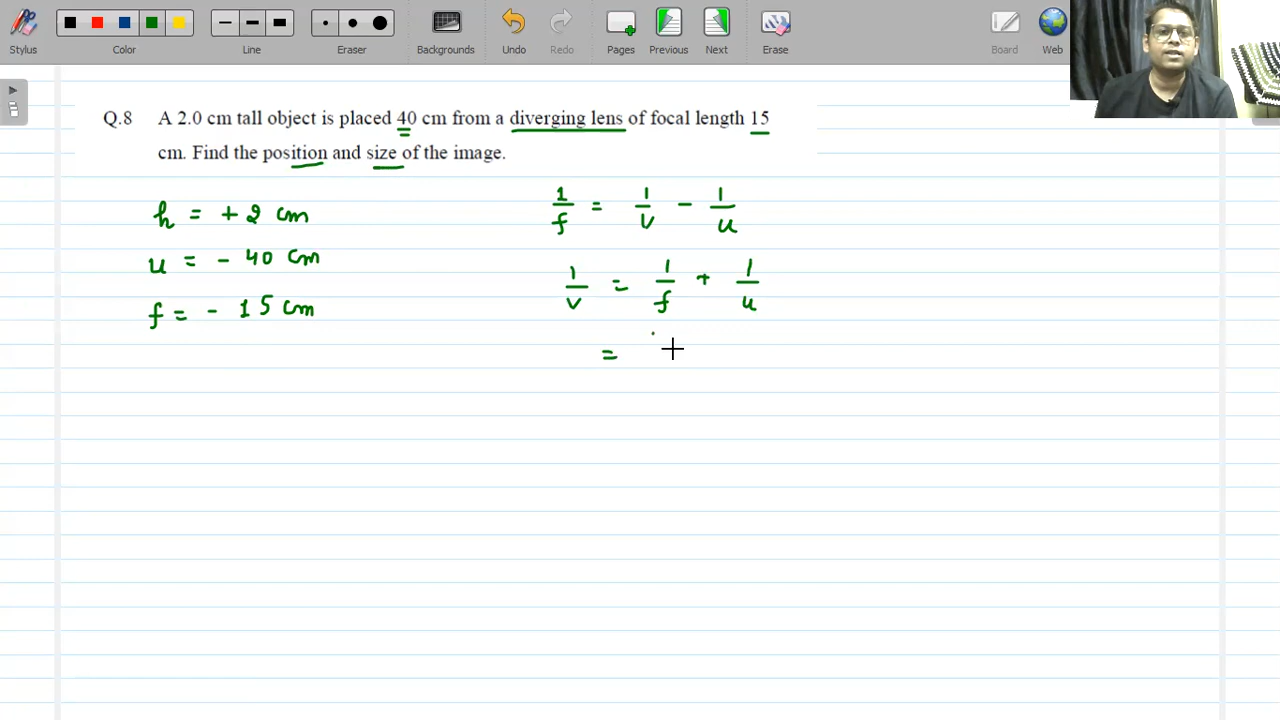 Stylus Color Line Eraser Backgrounds Undo Redo Pages Previous Next Erase Board Web
Q.8 A 2.0 cm tall object is placed 40 cm from a diverging lens of focal length 15
cm. Find the position and size of the image.
h = + 2 cm
u = - 40 cm
f = - 15 cm
1/f = 1/v - 1/u
1/v = 1/f + 1/u
=